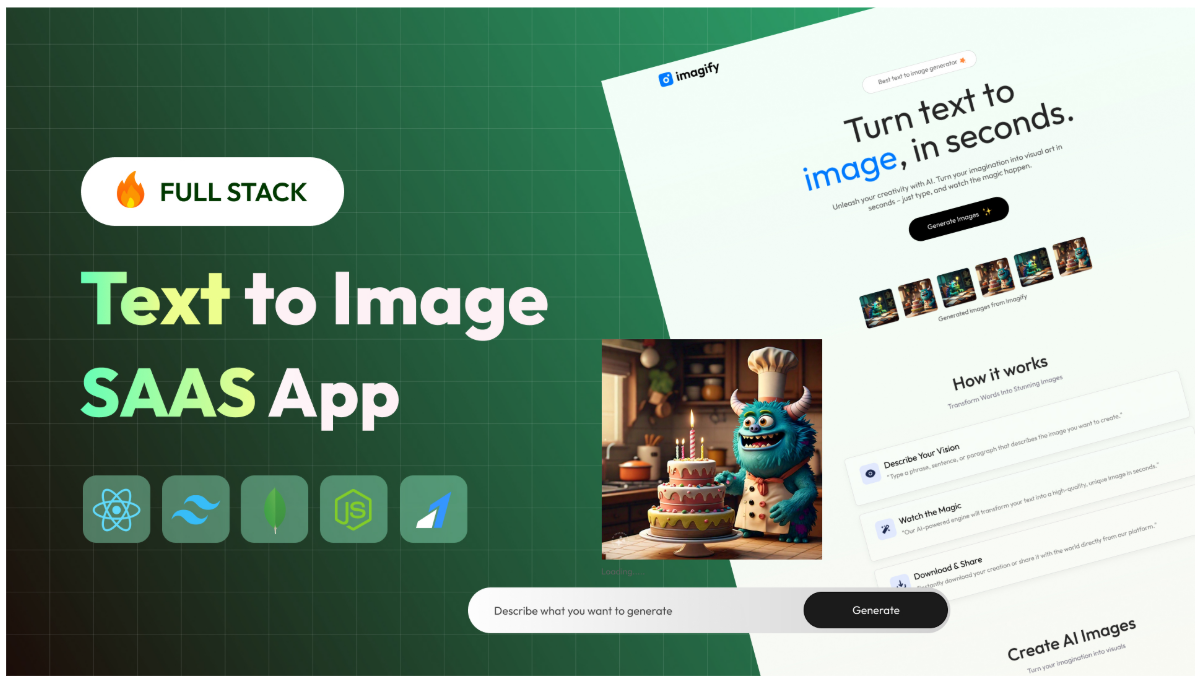 FULL STACK
Text to Image
SAAS App
JS
Loading...
Describe what you want to generate
Generate
imagify
Best text to image generator
Turn text to
image, in seconds.
Unleash your creativity with AI. Turn your imagination into visual art in
seconds – just type, and watch the magic happen.
Generate Images
Generated images from Imagify
How it works
Transform Words Into Stunning Images
Describe Your Vision
"Type a phrase, sentence, or paragraph that describes the image you want to create."
Watch the Magic
"Our AI-powered engine will transform your text into a high-quality, unique image in seconds."
Download & Share
"Instantly download your creation or share it with the world directly from our platform."
Create AI Images
Turn your imagination into visuals